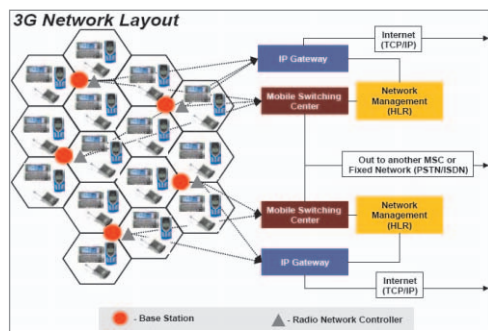 3G Network Layout
Internet
(TCP/IP)
IP Gateway
Mobile Switching
Center
Network
Management
(HLR)
Out to another MSC or
Fixed Network (PSTN/ISDN)
Mobile Switching
Center
Network
Management
(HLR)
IP Gateway
Internet
(TCP/IP)
- Base Station
- Radio Network Controller